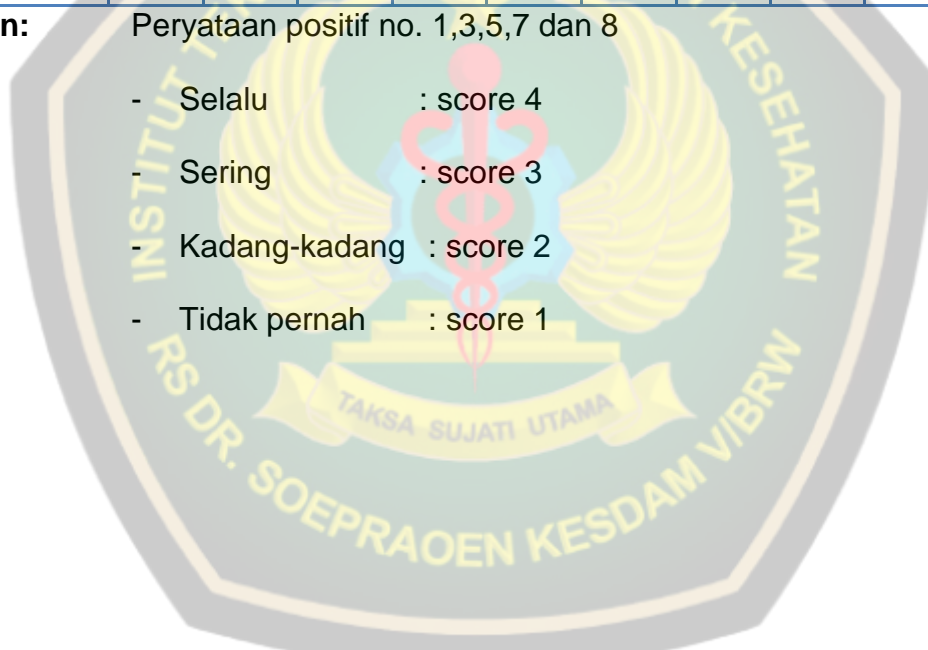 n: Peryataan positif no. 1,3,5,7 dan 8
- Selalu : score 4
- Sering : score 3
- Kadang-kadang : score 2
- Tidak pernah : score 1
INSTITUT KESEHATAN
TAKSA SUJATI UTAMA
RS DR. SOEPRAOEN KESDAM V/BRW